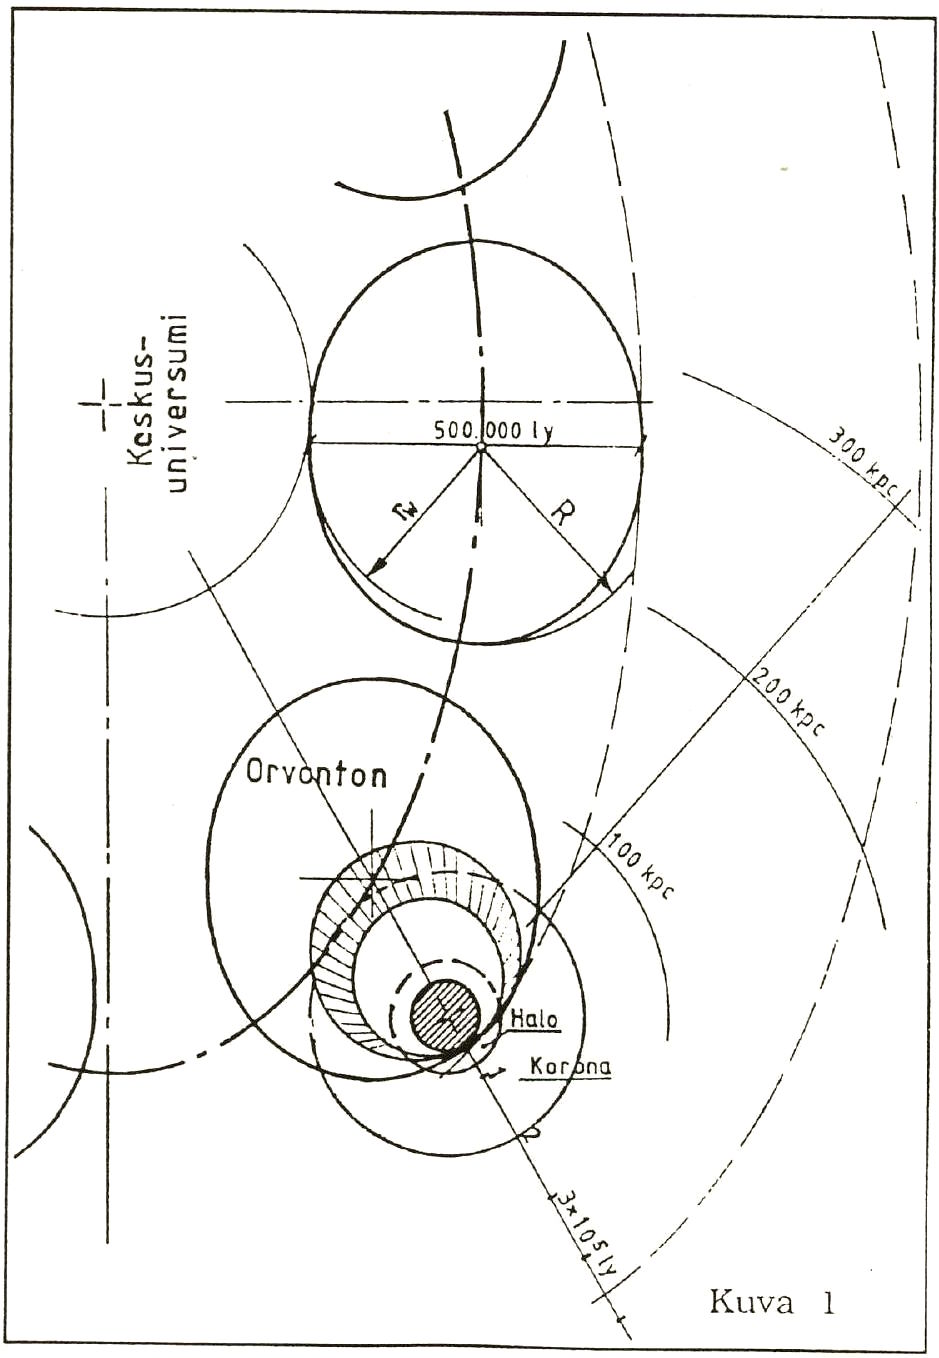 Keskus-
universumi
500.000 ly
rw
R
300 kpc
200 kpc
Orvonton
100 kpc
Halo
Korona
1
2
3×105 ly
Kuva 1